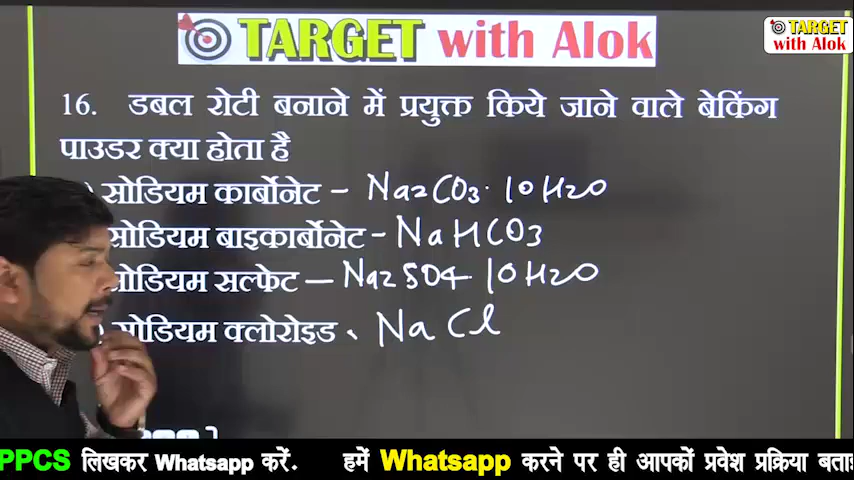 TARGET with Alok
TARGET
with Alok
16. डबल रोटी बनाने में प्रयुक्त किये जाने वाले बेकिंग
पाउडर क्या होता है
) सोडियम कार्बोनेट - Na2CO3. 10H2O
सोडियम बाइकार्बोनेट - NaHCO3
सोडियम सल्फेट - Na2SO4. 10H2O
) सोडियम क्लोरोइड - NaCl
PPCS लिखकर Whatsapp करें. हमें Whatsapp करने पर ही आपकों प्रवेश प्रक्रिया